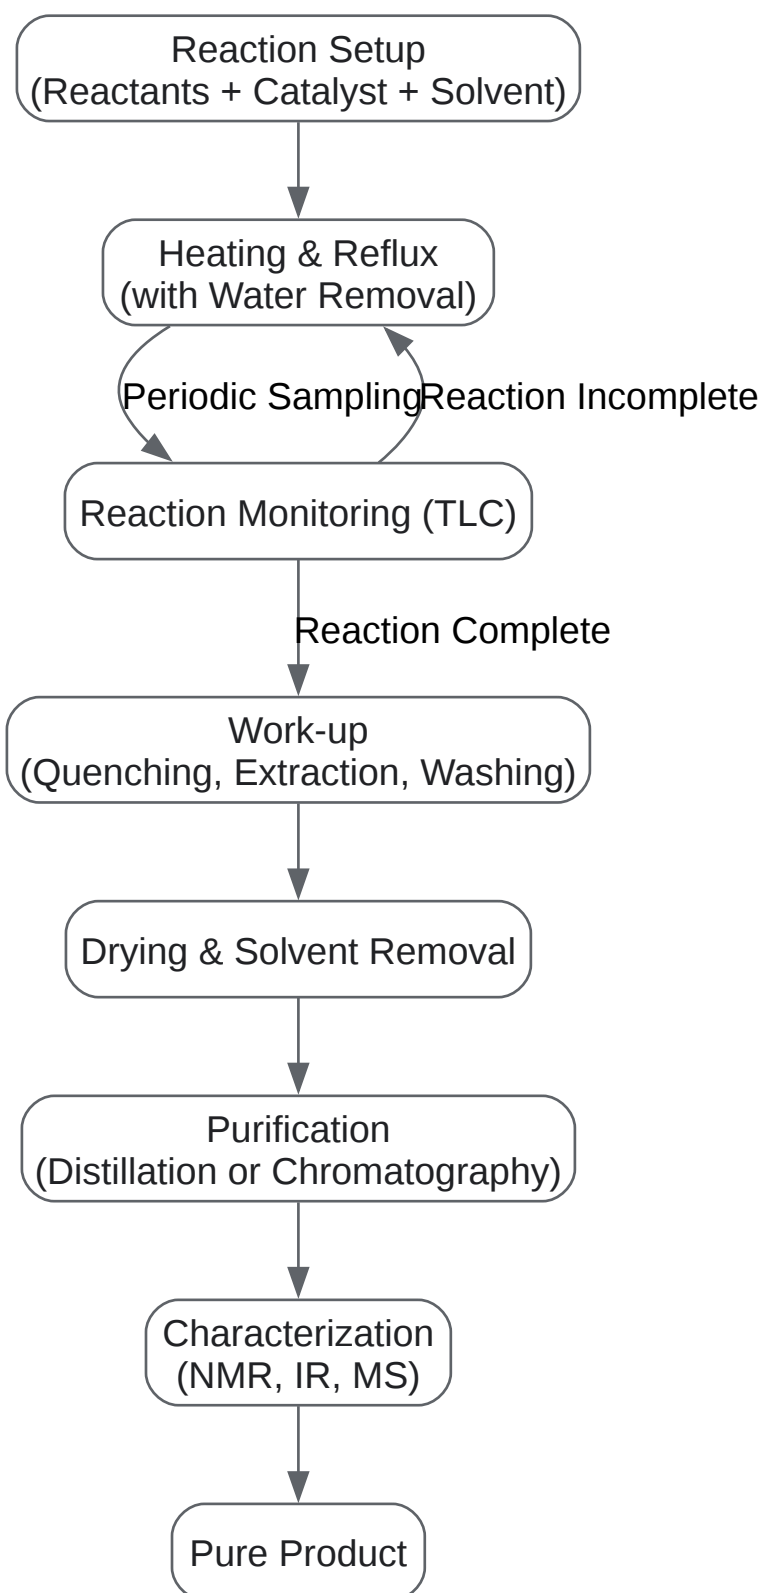 Reaction Setup
(Reactants + Catalyst + Solvent)
Heating & Reflux
(with Water Removal)
Periodic Sampling
Reaction Incomplete
Reaction Monitoring (TLC)
Reaction Complete
Work-up
(Quenching, Extraction, Washing)
Drying & Solvent Removal
Purification
(Distillation or Chromatography)
Characterization
(NMR, IR, MS)
Pure Product